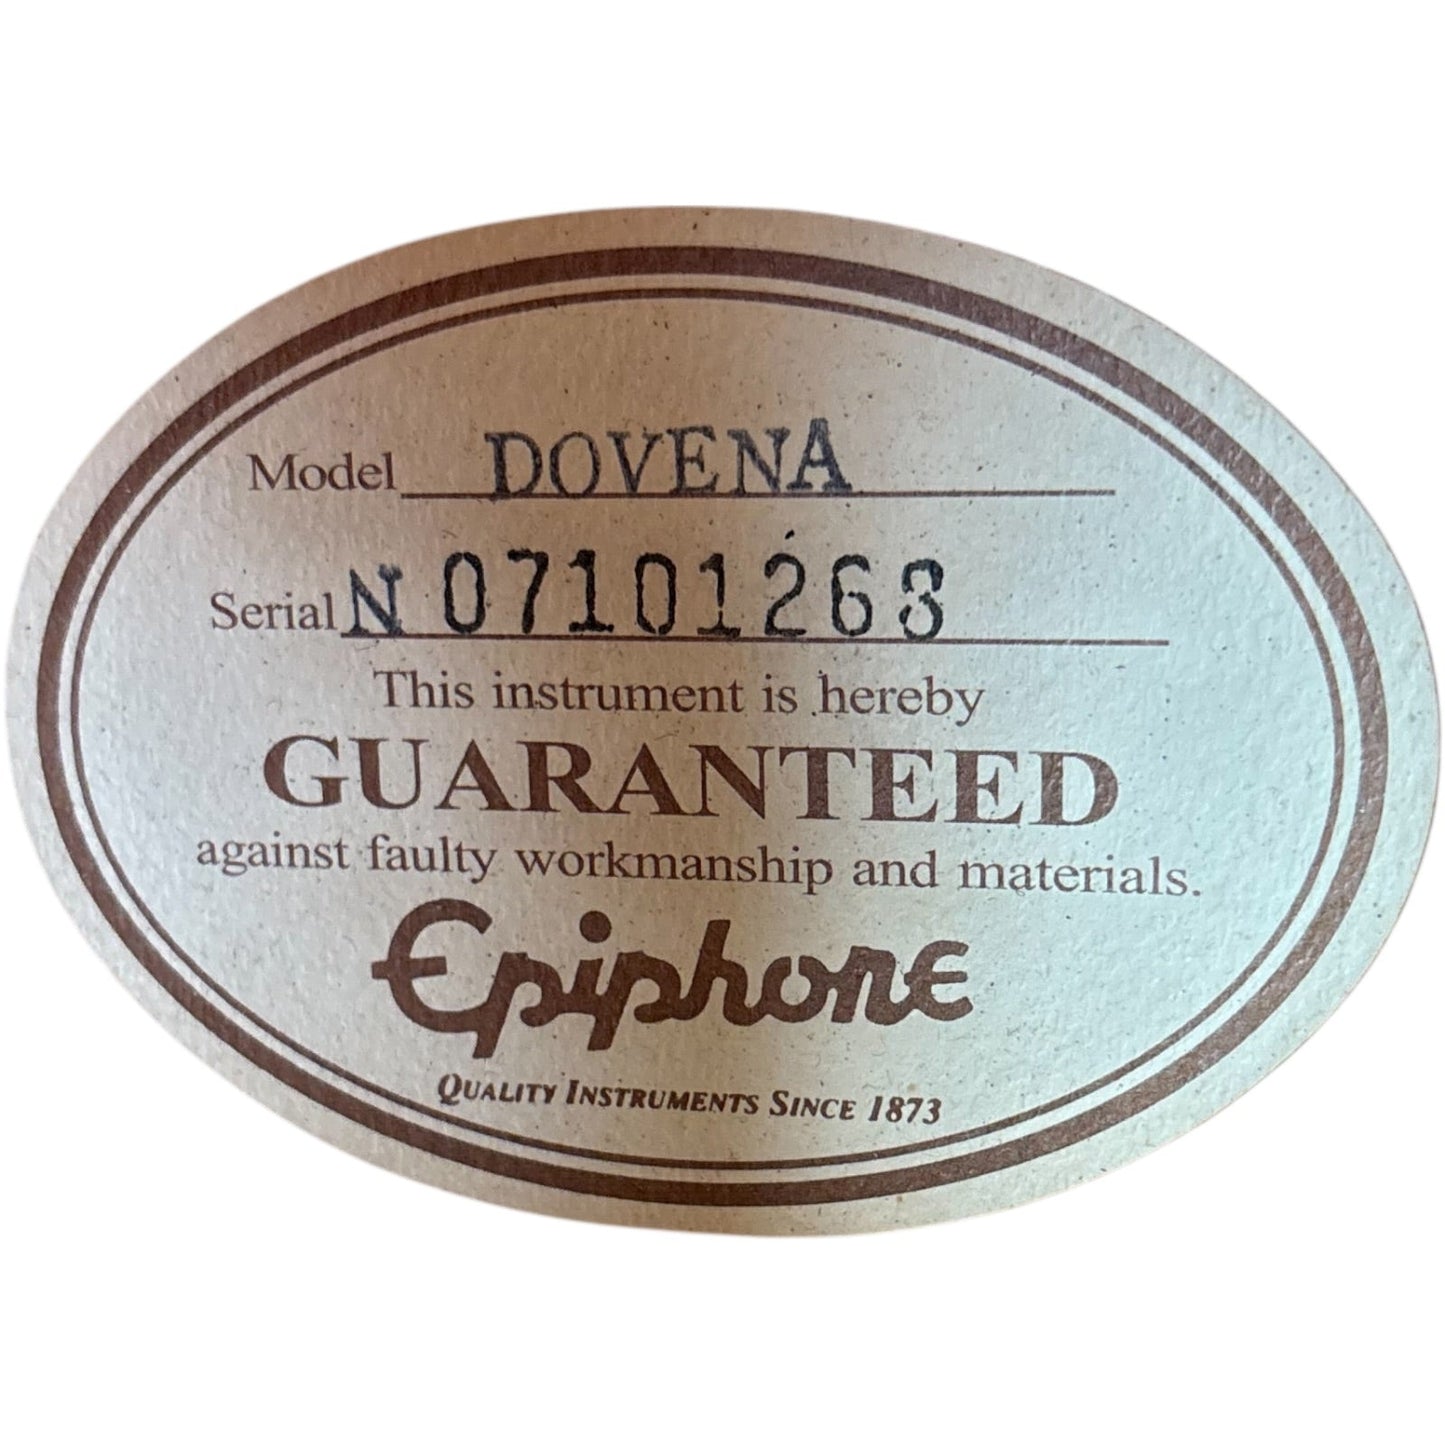 Model DOVENA
Serial N 07101268
This instrument is hereby
GUARANTEED
against faulty workmanship and materials.
Epiphone
QUALITY INSTRUMENTS SINCE 1873